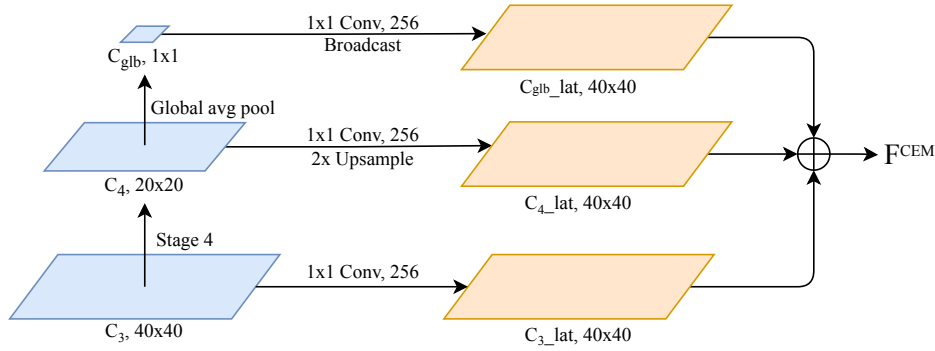 1x1 Conv, 256
Broadcast
C_glb, 1x1
C_glb_lat, 40x40
Global avg pool
1x1 Conv, 256
2x Upsample
F^CEM
C_4, 20x20
C_4_lat, 40x40
Stage 4
1x1 Conv, 256
C_3, 40x40
C_3_lat, 40x40